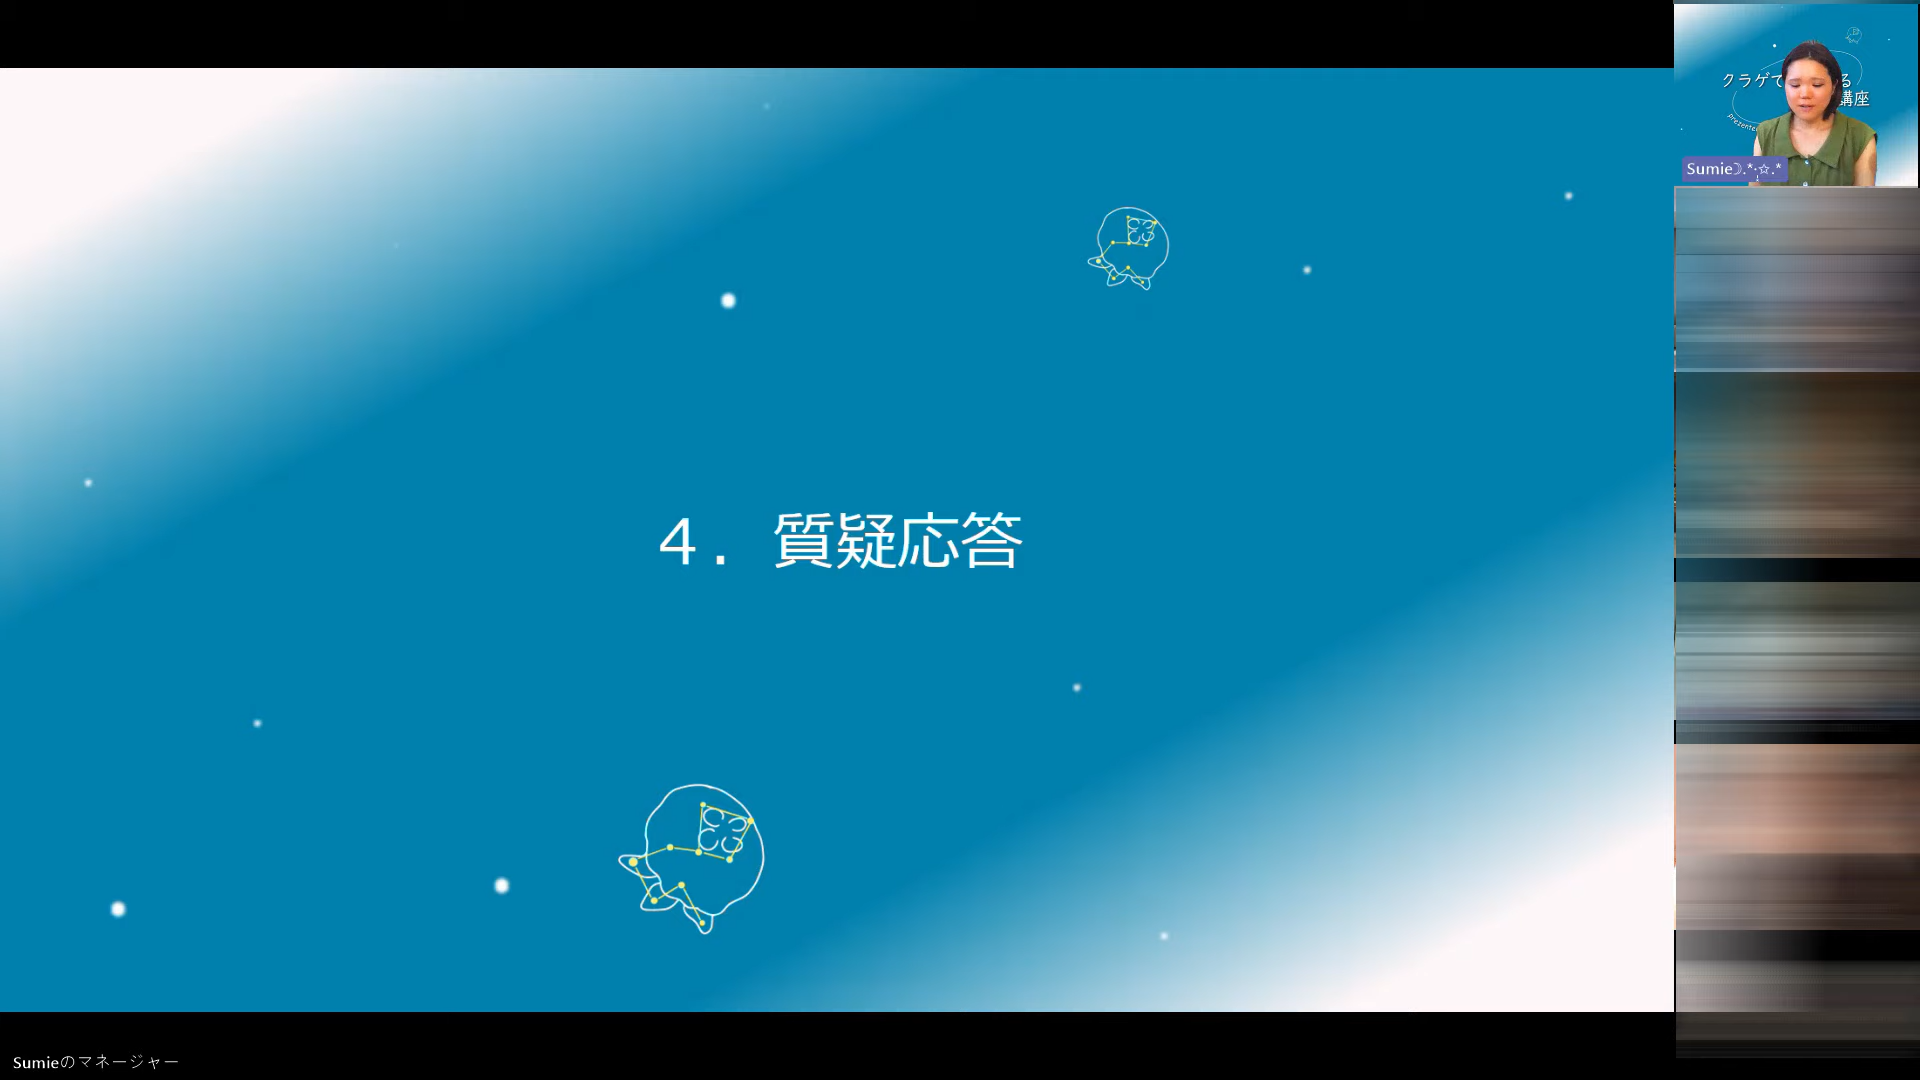 ４．質疑応答
クラゲで
る
講座
Presente
Sumie☽.*·̩͙☆.*
Sumieのマネージャー